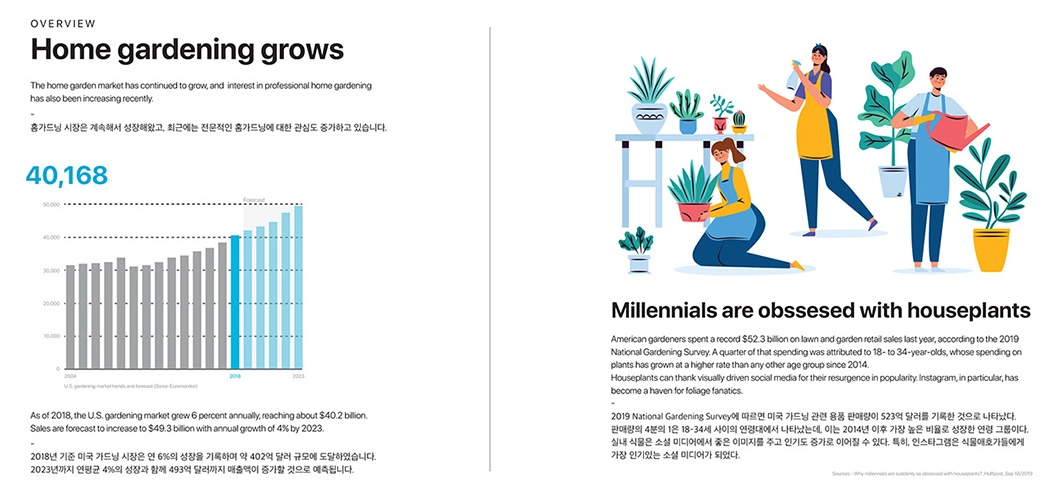 OVERVIEW
Home gardening grows
The home garden market has continued to grow, and interest in professional home gardening
has also been increasing recently.
-
홈가드닝 시장은 계속해서 성장해왔고, 최근에는 전문적인 홈가드닝에 대한 관심도 증가하고 있습니다.
40,168
Forecast
50,000
40,000
30,000
20,000
10,000
0
2004
2018
2023
U.S. gardening market trends and forecast (Some-Euromonitor)
As of 2018, the U.S. gardening market grew 6 percent annually, reaching about $40.2 billion.
Sales are forecast to increase to $49.3 billion with annual growth of 4% by 2023.
-
2018년 기준 미국 가드닝 시장은 연 6%의 성장을 기록하며 약 402억 달러 규모에 도달하였습니다.
2023년까지 연평균 4%의 성장과 함께 493억 달러까지 매출액이 증가할 것으로 예측됩니다.
Millennials are obssesed with houseplants
American gardeners spent a record $52.3 billion on lawn and garden retail sales last year, according to the 2019
National Gardening Survey. A quarter of that spending was attributed to 18- to 34-year-olds, whose spending on
plants has grown at a higher rate than any other age group since 2014.
Houseplants can thank visually driven social media for their resurgence in popularity. Instagram, in particular, has
become a haven for foliage fanatics.
-
2019 National Gardening Survey에 따르면 미국 가드닝 관련 용품 판매량이 523억 달러를 기록한 것으로 나타났다.
판매량의 4분의 1은 18-34세 사이의 연령대에서 나타났는데, 이는 2014년 이후 가장 높은 비율로 성장한 연령 그룹이다.
실내 식물은 소셜 미디어에서 좋은 이미지를 주고 인기도 증가로 이어질 수 있다. 특히, 인스타그램은 식물애호가들에게
가장 인기있는 소셜 미디어가 되었다.
Sources - Why millennials are suddenly so obsessed with houseplants?, Huffpost, Sep 18/2019